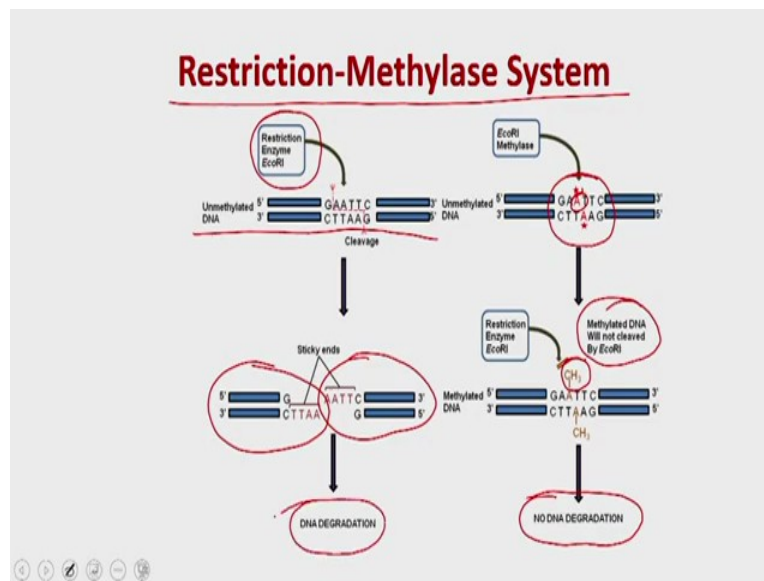 Restriction-Methylase System
Restriction
Enzyme
EcoRI
Unmethylated
DNA
5' GAATTC 3'
3' CTTAAG 5'
Cleavage
Sticky ends
5' G AATTC 3'
3' CTTAA G 5'
DNA DEGRADATION
EcoRI
Methylase
Unmethylated
DNA
5' GAATTC 3'
3' CTTAAG 5'
Restriction
Enzyme
EcoRI
Methylated DNA
Will not cleaved
By EcoRI
CH3
Methylated
DNA
5' GAATTC 3'
3' CTTAAG 5'
CH3
NO DNA DEGRADATION